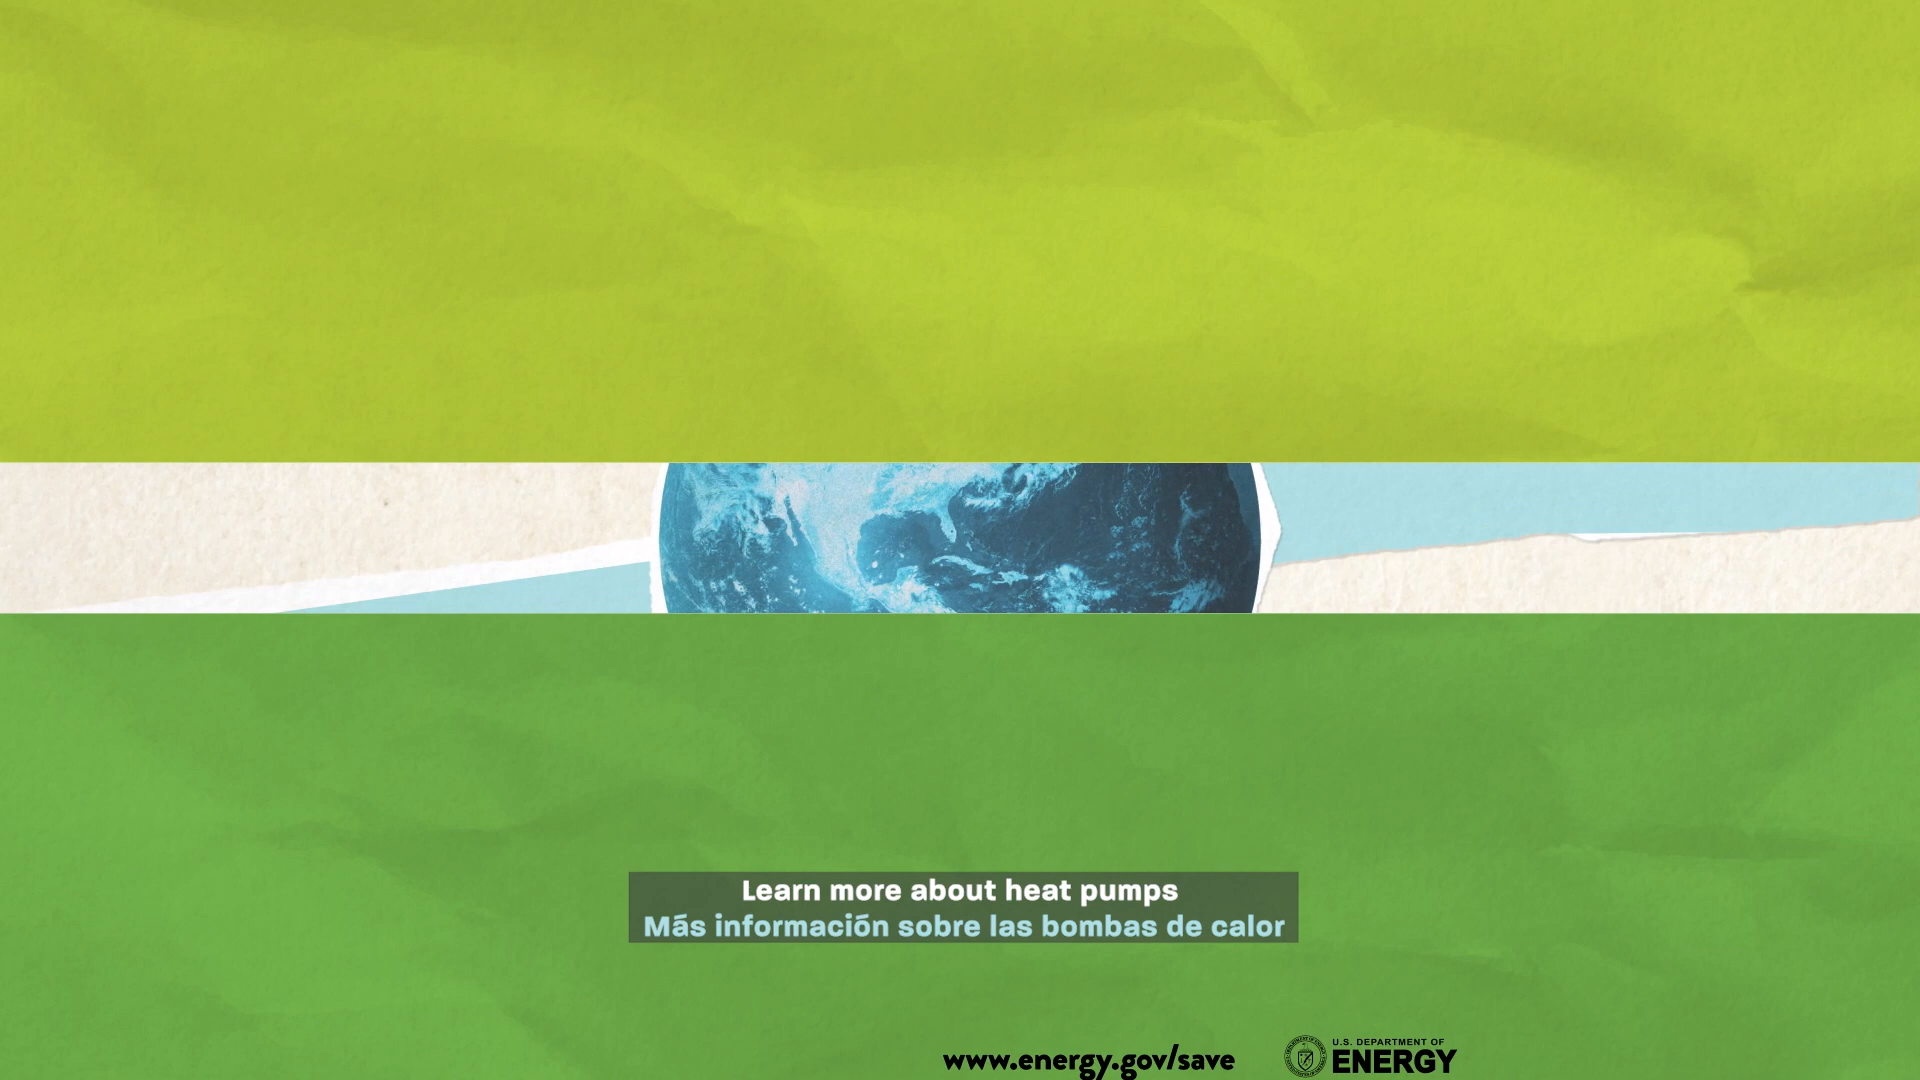 Learn more about heat pumps
Más información sobre las bombas de calor
www.energy.gov/save
U.S. DEPARTMENT OF
ENERGY